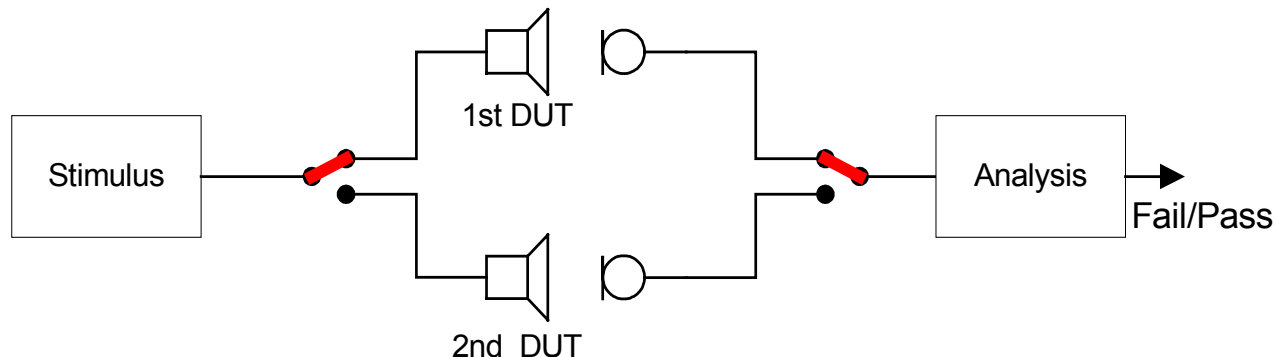 1st DUT
Stimulus
Analysis
Fail/Pass
2nd DUT